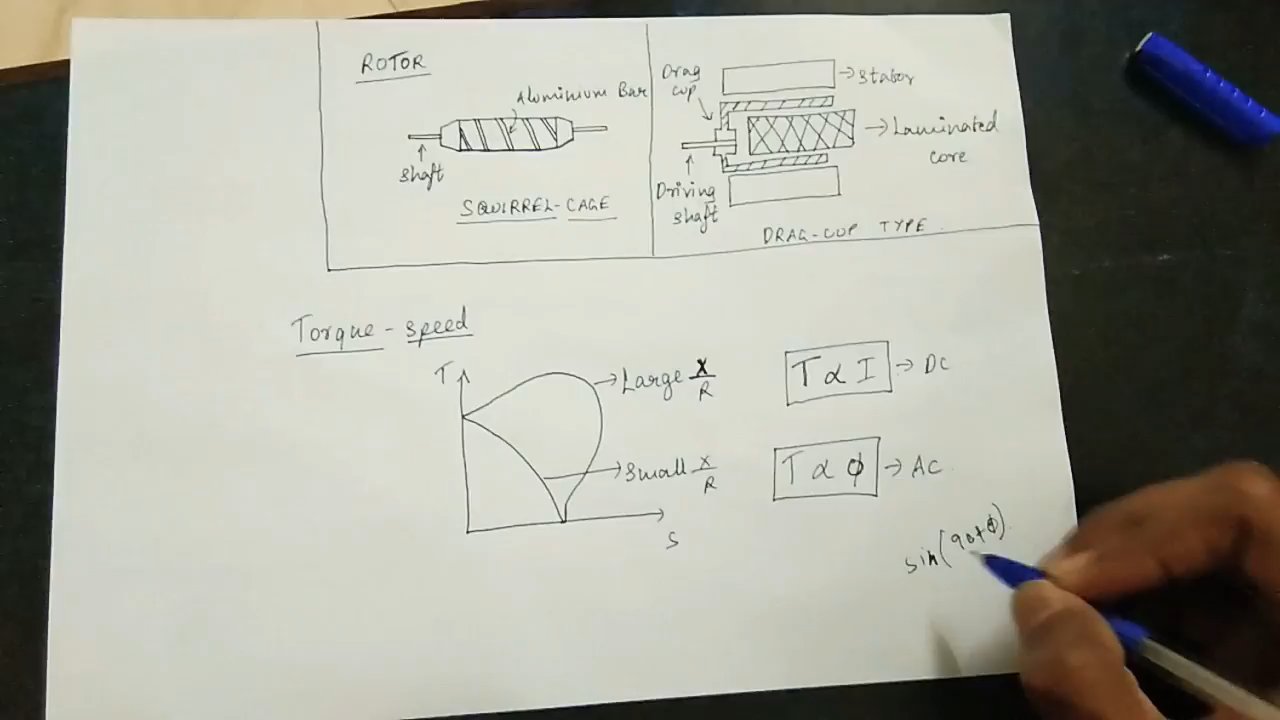 ROTOR
Aluminium Bar
shaft
SQUIRREL-CAGE
Drag
cup
→ stator
→ Laminated
core
Driving
shaft
DRAG-CUP TYPE
Torque-speed
T
→ Large X/R
→ small X/R
S
T α I → DC
T α ϕ → AC
sin(90+ϕ)